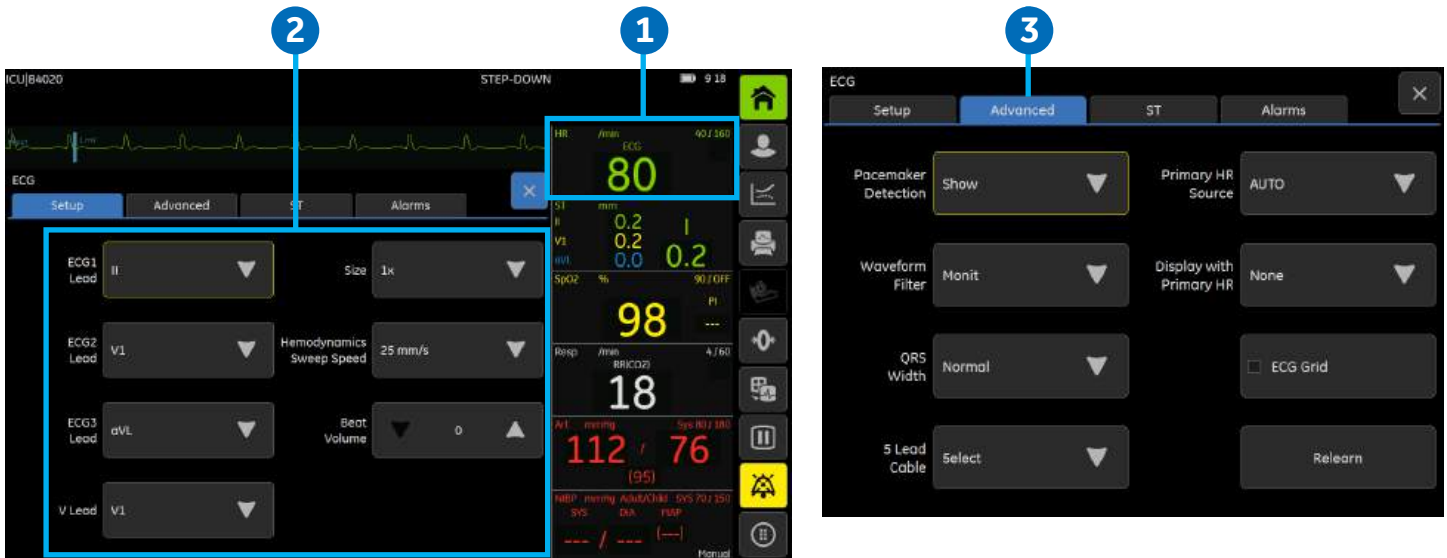 2
1
3
ICU|B4020
STEP-DOWN
9 18
ECG
Setup
Advanced
ST
Alarms
ECG1 Lead
II
Size
1x
ECG2 Lead
V1
Hemodynamics Sweep Speed
25 mm/s
ECG3 Lead
aVL
Beat Volume
0
V Lead
V1
HR /min 40 / 160
ECG
80
ST mm
II 0.2 I
V1 0.2
aVL 0.0 0.2
SpO2 % 90 / OFF
98
PI
---
Resp /min 4 / 60
RR(CO2)
18
Art mmHg Sys 80 / 180
112 / 76
(95)
NIBP mmHg Adult/Child SYS 70 / 150
SYS DIA MAP
--- / --- (---)
Manual
ECG
Setup
Advanced
ST
Alarms
Pacemaker Detection
Show
Primary HR Source
AUTO
Waveform Filter
Monit
Display with Primary HR
None
QRS Width
Normal
ECG Grid
5 Lead Cable
Select
Relearn